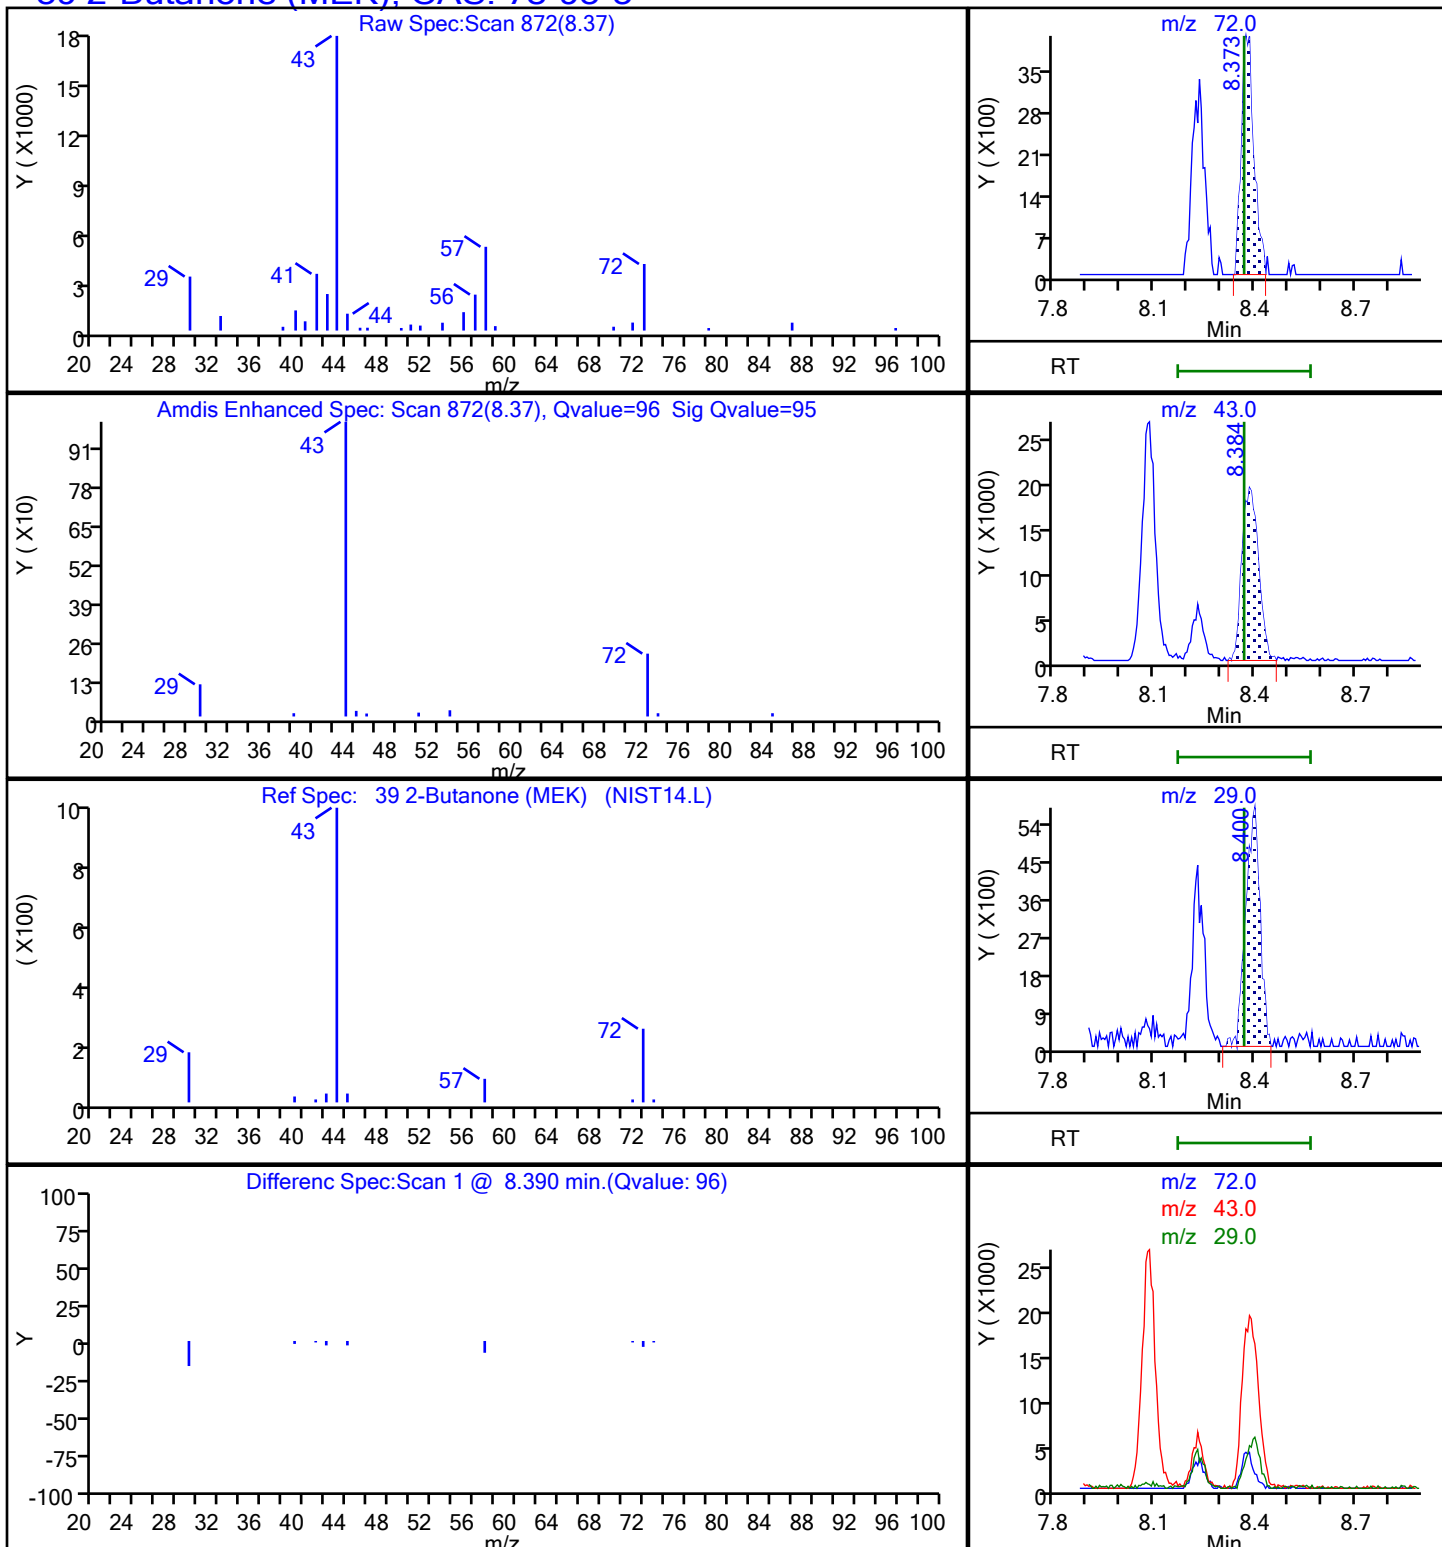 Raw Spec:Scan 872(8.37)
Y ( X1000)
18
15
12
9
6
3
0
43
29
41
44
56
57
72
20 24 28 32 36 40 44 48 52 56 60 64 68 72 76 80 84 88 92 96 100
m/z
m/z 72.0
Y ( X100)
35
28
21
14
7
0
8.373
7.8 8.1 8.4 8.7
Min
RT
Amdis Enhanced Spec: Scan 872(8.37), Qvalue=96 Sig Qvalue=95
Y ( X10)
91
78
65
52
39
26
13
0
43
29
72
20 24 28 32 36 40 44 48 52 56 60 64 68 72 76 80 84 88 92 96 100
m/z
m/z 43.0
Y ( X1000)
25
20
15
10
5
0
8.384
7.8 8.1 8.4 8.7
Min
RT
Ref Spec: 39 2-Butanone (MEK) (NIST14.L)
( X100)
10
8
6
4
2
0
43
29
57
72
20 24 28 32 36 40 44 48 52 56 60 64 68 72 76 80 84 88 92 96 100
m/z 29.0
Y ( X100)
54
45
36
27
18
9
0
8.400
7.8 8.1 8.4 8.7
Min
RT
Differenc Spec:Scan 1 @ 8.390 min.(Qvalue: 96)
Y
100
75
50
25
0
-25
-50
-75
-100
20 24 28 32 36 40 44 48 52 56 60 64 68 72 76 80 84 88 92 96 100
m/z
m/z 72.0
m/z 43.0
m/z 29.0
Y ( X1000)
25
20
15
10
5
0
7.8 8.1 8.4 8.7
Min